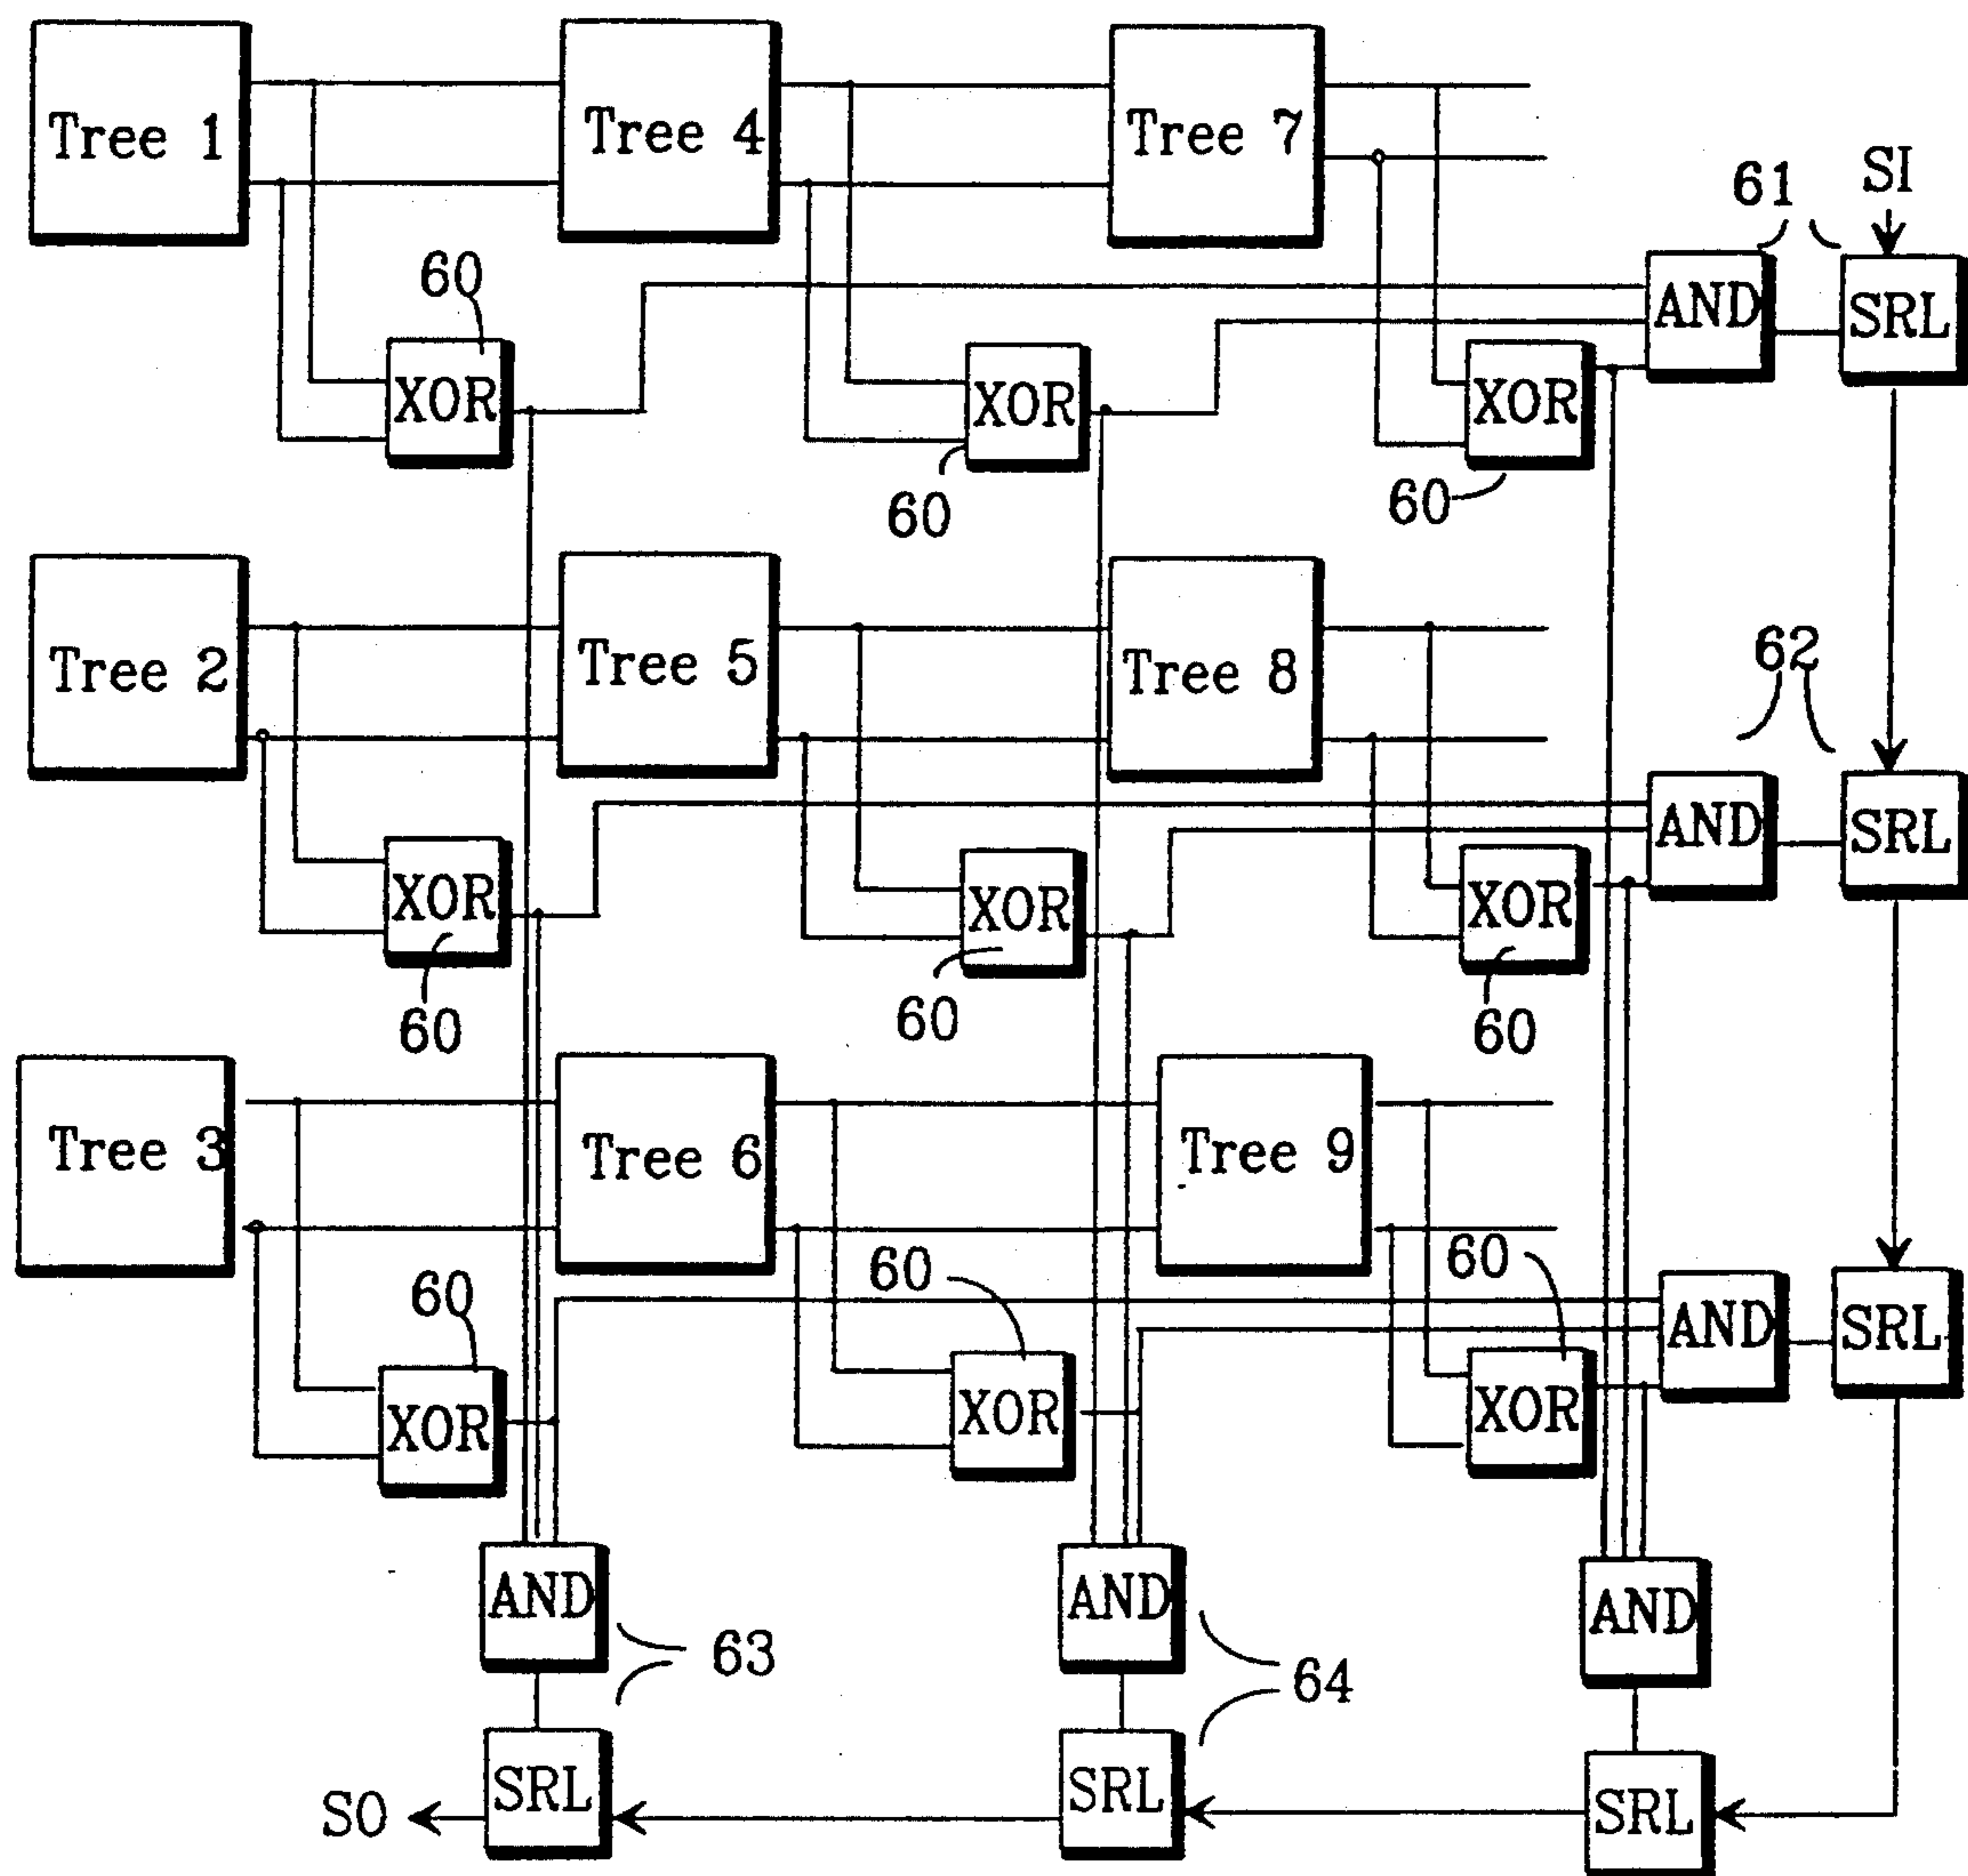 Tree 1
Tree 4
Tree 7
61
SI
60
AND
SRL
XOR
XOR
XOR
60
60
Tree 2
Tree 5
Tree 8
62
AND
SRL
XOR
XOR
XOR
60
60
60
Tree 3
Tree 6
Tree 9
60
60
60
AND
SRL
XOR
XOR
XOR
AND
AND
AND
63
64
SO
SRL
SRL
SRL